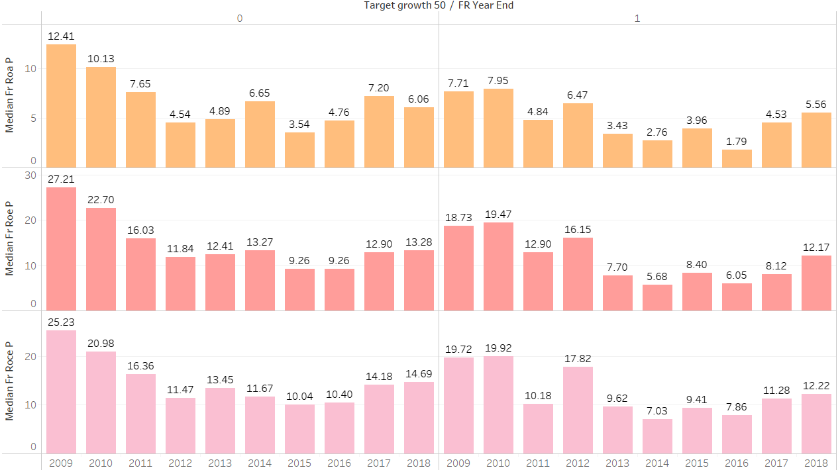 Target growth 50 / FR Year End
0 1
Median Fr Roa P
10
5
0
12.41 10.13 7.65 4.54 4.89 6.65 3.54 4.76 7.20 6.06 7.71 7.95 4.84 6.47 3.43 2.76 3.96 1.79 4.53 5.56
Median Fr Roe P
30
20
10
0
27.21 22.70 16.03 11.84 12.41 13.27 9.26 9.26 12.90 13.28 18.73 19.47 12.90 16.15 7.70 5.68 8.40 6.05 8.12 12.17
Median Fr Roce P
20
10
0
25.23 20.98 16.36 11.47 13.45 11.67 10.04 10.40 14.18 14.69 19.72 19.92 10.18 17.82 9.62 7.03 9.41 7.86 11.28 12.22
2009 2010 2011 2012 2013 2014 2015 2016 2017 2018 2009 2010 2011 2012 2013 2014 2015 2016 2017 2018